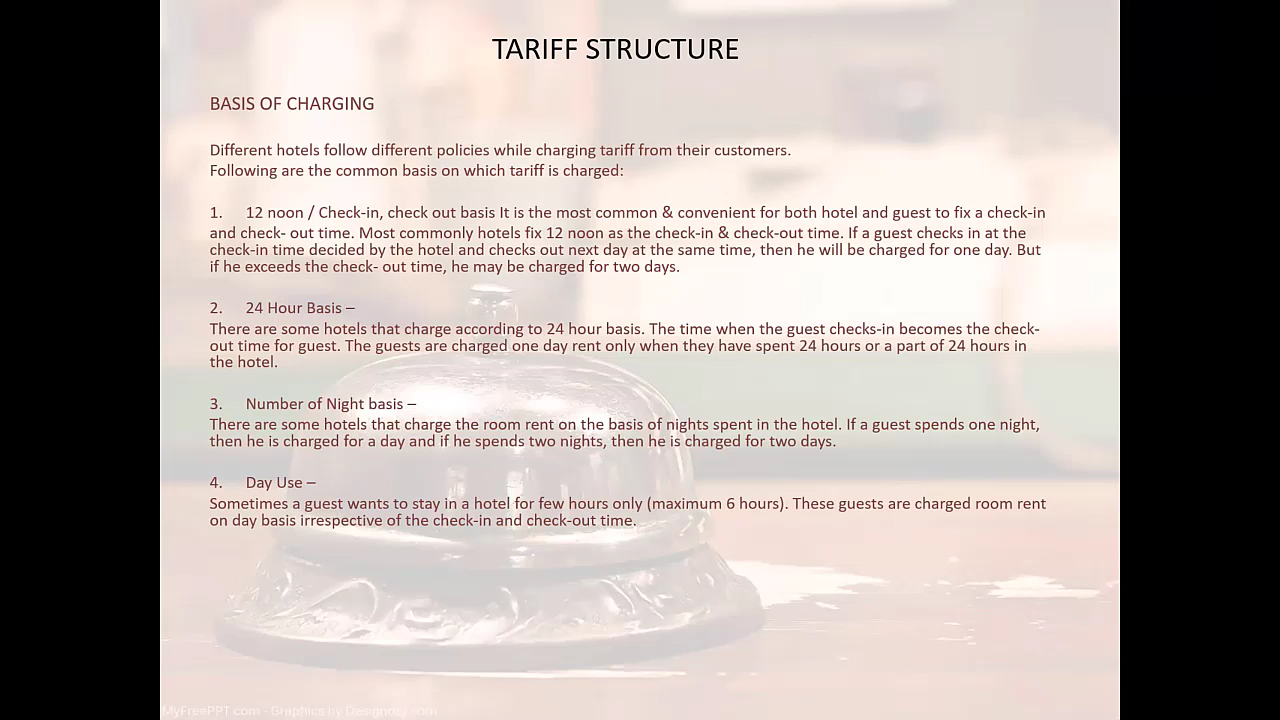 TARIFF STRUCTURE
BASIS OF CHARGING
Different hotels follow different policies while charging tariff from their customers.
Following are the common basis on which tariff is charged:
1. 12 noon / Check-in, check out basis It is the most common & convenient for both hotel and guest to fix a check-in
and check- out time. Most commonly hotels fix 12 noon as the check-in & check-out time. If a guest checks in at the
check-in time decided by the hotel and checks out next day at the same time, then he will be charged for one day. But
if he exceeds the check- out time, he may be charged for two days.
2. 24 Hour Basis –
There are some hotels that charge according to 24 hour basis. The time when the guest checks-in becomes the check-
out time for guest. The guests are charged one day rent only when they have spent 24 hours or a part of 24 hours in
the hotel.
3. Number of Night basis –
There are some hotels that charge the room rent on the basis of nights spent in the hotel. If a guest spends one night,
then he is charged for a day and if he spends two nights, then he is charged for two days.
4. Day Use –
Sometimes a guest wants to stay in a hotel for few hours only (maximum 6 hours). These guests are charged room rent
on day basis irrespective of the check-in and check-out time.
MyFreePPT.com - Graphics by